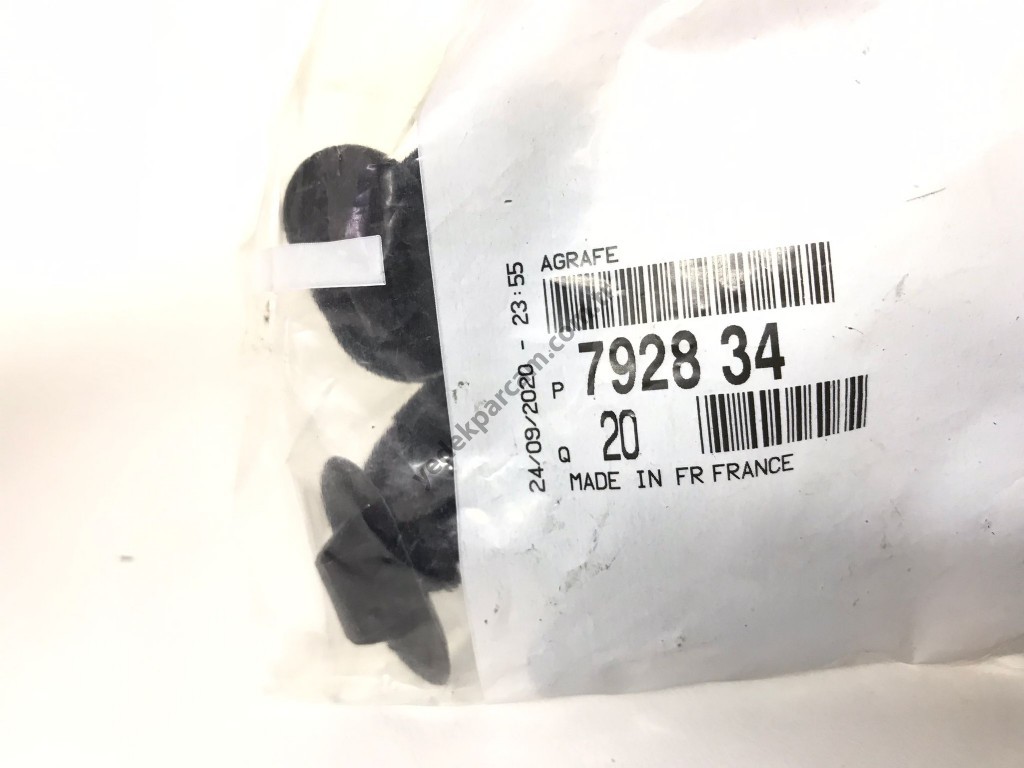 AGRAFE
P 7928 34
Q 20
MADE IN FR FRANCE
24/09/2020 - 23:55